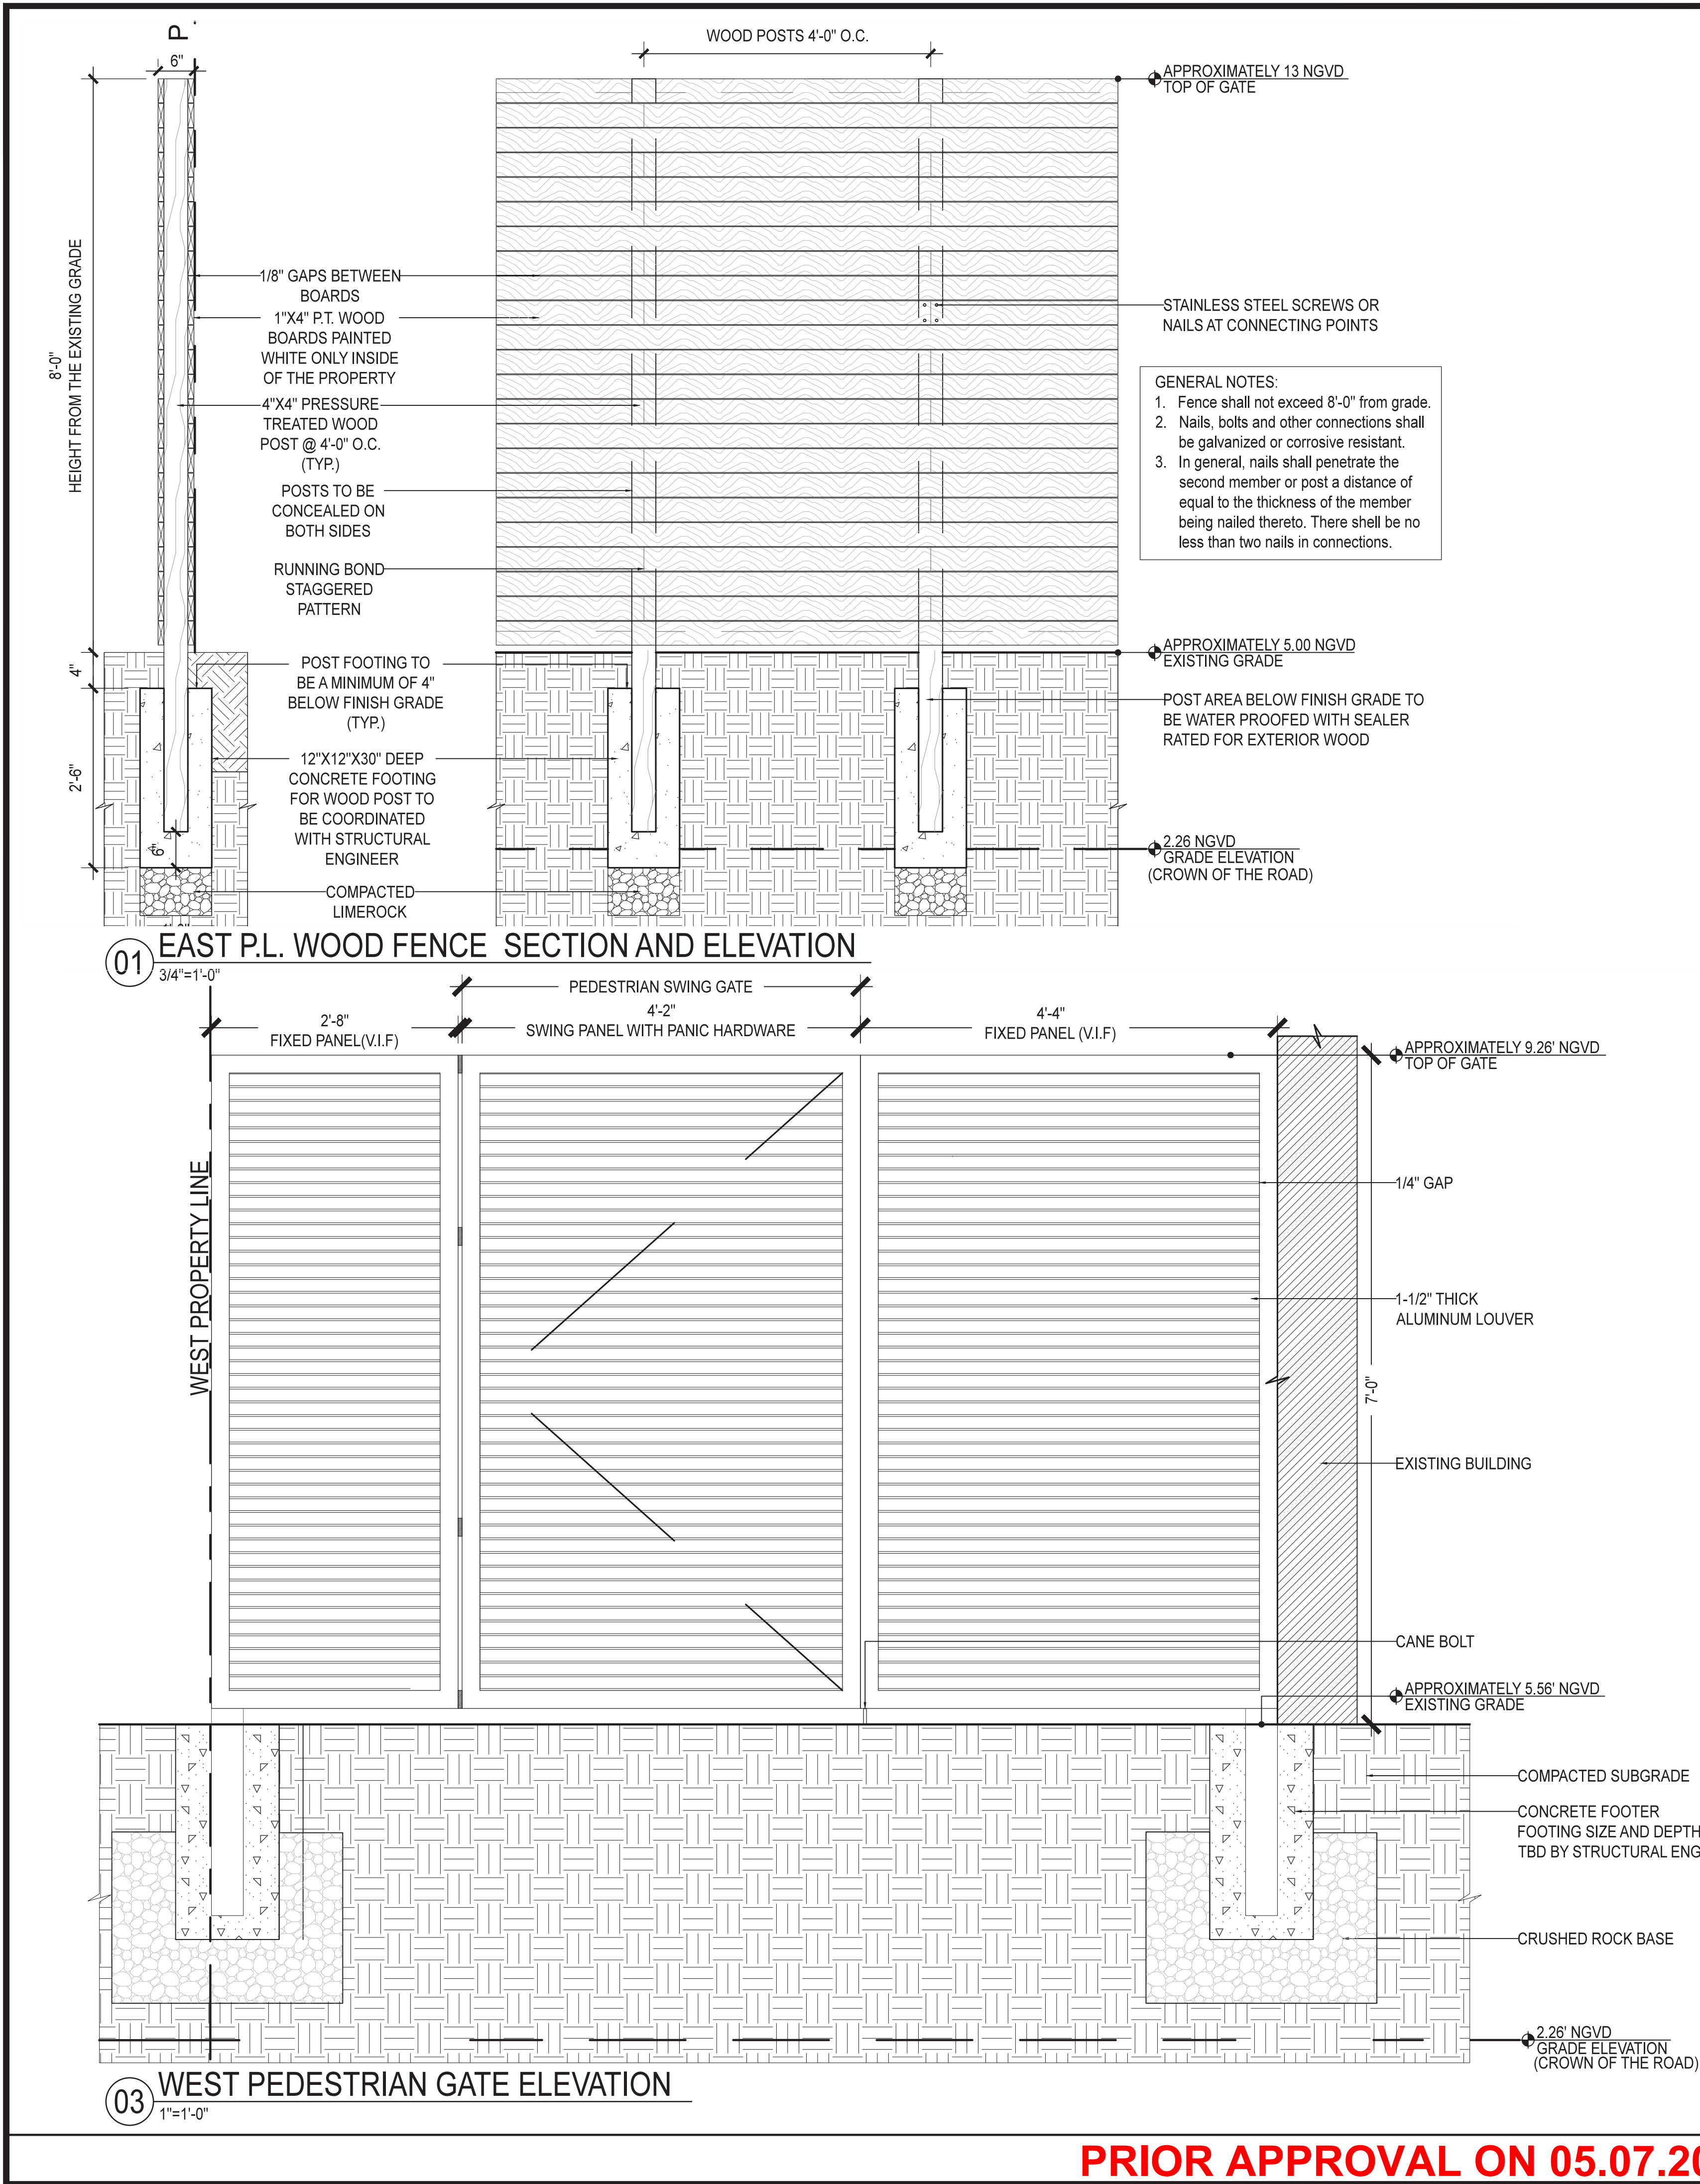 P.
6"
WOOD POSTS 4'-0" O.C.
APPROXIMATELY 13 NGVD
TOP OF GATE
8'-0"
HEIGHT FROM THE EXISTING GRADE
1/8" GAPS BETWEEN
BOARDS
1"X4" P.T. WOOD
BOARDS PAINTED
WHITE ONLY INSIDE
OF THE PROPERTY
4"X4" PRESSURE
TREATED WOOD
POST @ 4'-0" O.C.
(TYP.)
POSTS TO BE
CONCEALED ON
BOTH SIDES
RUNNING BOND
STAGGERED
PATTERN
STAINLESS STEEL SCREWS OR
NAILS AT CONNECTING POINTS
GENERAL NOTES:
1. Fence shall not exceed 8'-0" from grade.
2. Nails, bolts and other connections shall
be galvanized or corrosive resistant.
3. In general, nails shall penetrate the
second member or post a distance of
equal to the thickness of the member
being nailed thereto. There shell be no
less than two nails in connections.
4"
2'-6"
6"
POST FOOTING TO
BE A MINIMUM OF 4"
BELOW FINISH GRADE
(TYP.)
12"X12"X30" DEEP
CONCRETE FOOTING
FOR WOOD POST TO
BE COORDINATED
WITH STRUCTURAL
ENGINEER
COMPACTED
LIMEROCK
APPROXIMATELY 5.00 NGVD
EXISTING GRADE
POST AREA BELOW FINISH GRADE TO
BE WATER PROOFED WITH SEALER
RATED FOR EXTERIOR WOOD
2.26 NGVD
GRADE ELEVATION
(CROWN OF THE ROAD)
01 EAST P.L. WOOD FENCE SECTION AND ELEVATION
3/4"=1'-0"
PEDESTRIAN SWING GATE
2'-8"
FIXED PANEL(V.I.F)
4'-2"
SWING PANEL WITH PANIC HARDWARE
4'-4"
FIXED PANEL (V.I.F)
APPROXIMATELY 9.26' NGVD
TOP OF GATE
WEST PROPERTY LINE
1/4" GAP
1-1/2" THICK
ALUMINUM LOUVER
7'-0"
EXISTING BUILDING
CANE BOLT
APPROXIMATELY 5.56' NGVD
EXISTING GRADE
COMPACTED SUBGRADE
CONCRETE FOOTER
FOOTING SIZE AND DEPTH
TBD BY STRUCTURAL ENG
CRUSHED ROCK BASE
2.26' NGVD
GRADE ELEVATION
(CROWN OF THE ROAD)
03 WEST PEDESTRIAN GATE ELEVATION
1"=1'-0"
PRIOR APPROVAL ON 05.07.20